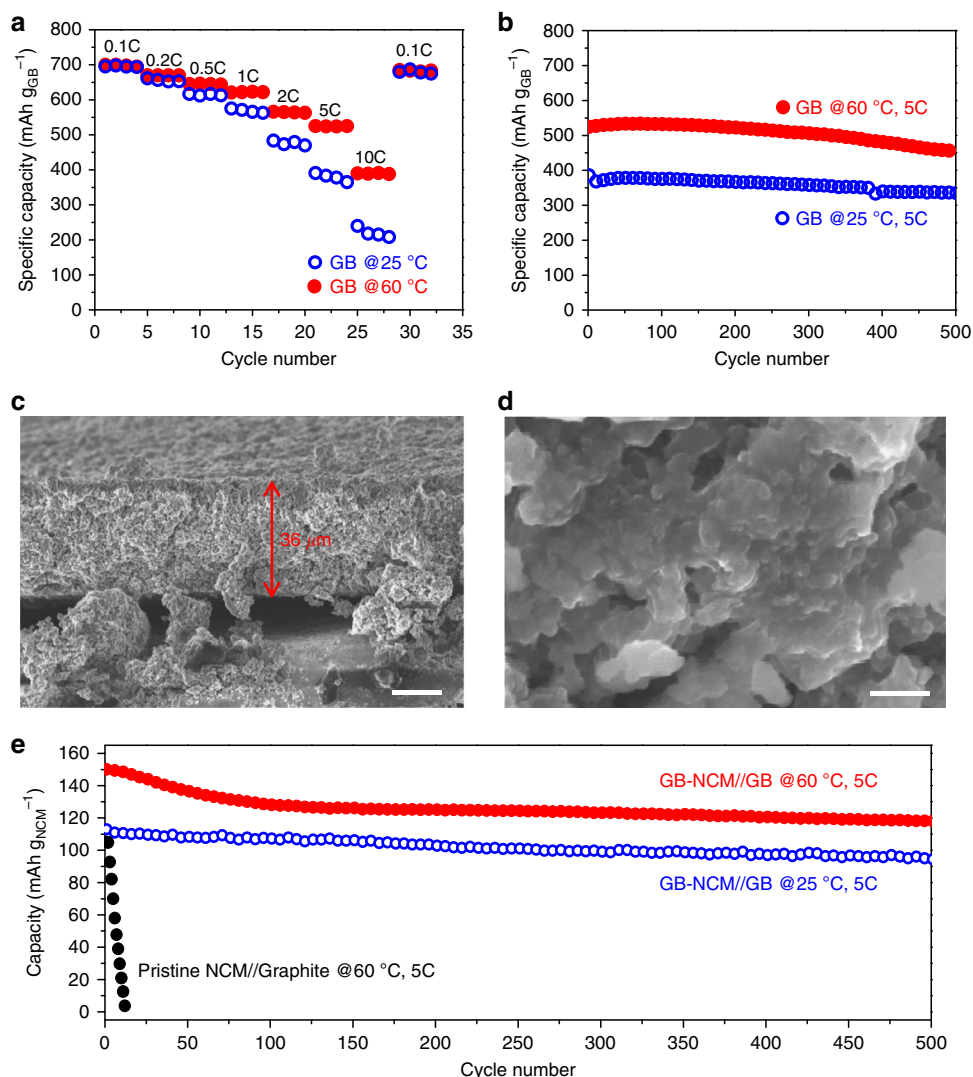 a
800
700
600
500
400
300
200
100
0
Specific capacity (mAh gGB⁻¹)
0.1C
0.2C
0.5C
1C
2C
5C
10C
0.1C
GB @25 °C
GB @60 °C
0 5 10 15 20 25 30 35
Cycle number
b
800
700
600
500
400
300
200
100
0
Specific capacity (mAh gGB⁻¹)
GB @60 °C, 5C
GB @25 °C, 5C
0 100 200 300 400 500
Cycle number
c
36 μm
d
e
160
140
120
100
80
60
40
20
0
Capacity (mAh gNCM⁻¹)
GB-NCM//GB @60 °C, 5C
GB-NCM//GB @25 °C, 5C
Pristine NCM//Graphite @60 °C, 5C
0 50 100 150 200 250 300 350 400 450 500
Cycle number